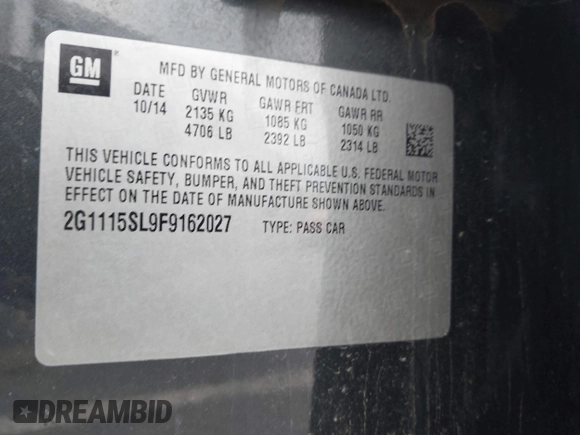 GM
MFD BY GENERAL MOTORS OF CANADA LTD.
DATE GVWR GAWR FRT GAWR RR
10/14 2135 KG 1085 KG 1050 KG
4706 LB 2392 LB 2314 LB
THIS VEHICLE CONFORMS TO ALL APPLICABLE U.S. FEDERAL MOTOR
VEHICLE SAFETY, BUMPER, AND THEFT PREVENTION STANDARDS IN
EFFECT ON THE DATE OF MANUFACTURE SHOWN ABOVE.
2G1115SL9F9162027 TYPE: PASS CAR
DREAMBID